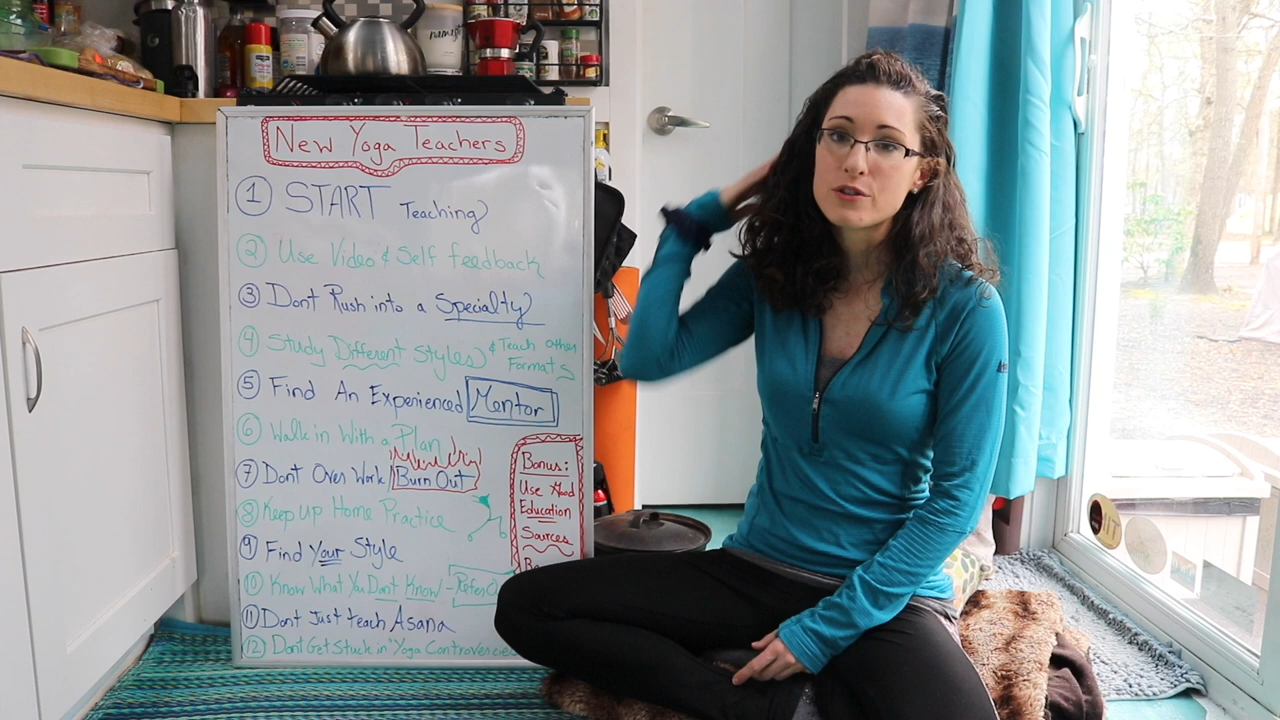 New Yoga Teachers
① START Teaching
② Use Video & Self feedback
③ Dont Rush into a Specialty
④ Study Different Styles & Teach other
Formats
⑤ Find An Experienced Mentor
⑥ Walk in With a Plan
⑦ Dont Over Work/Burn Out
⑧ Keep up Home Practice
⑨ Find Your Style
⑩ Know What You Dont Know -Refer
⑪ Dont Just teach Asana
⑫ Dont Get Stuck in "Yoga Controversies
Bonus:
Use Good
Education
Sources